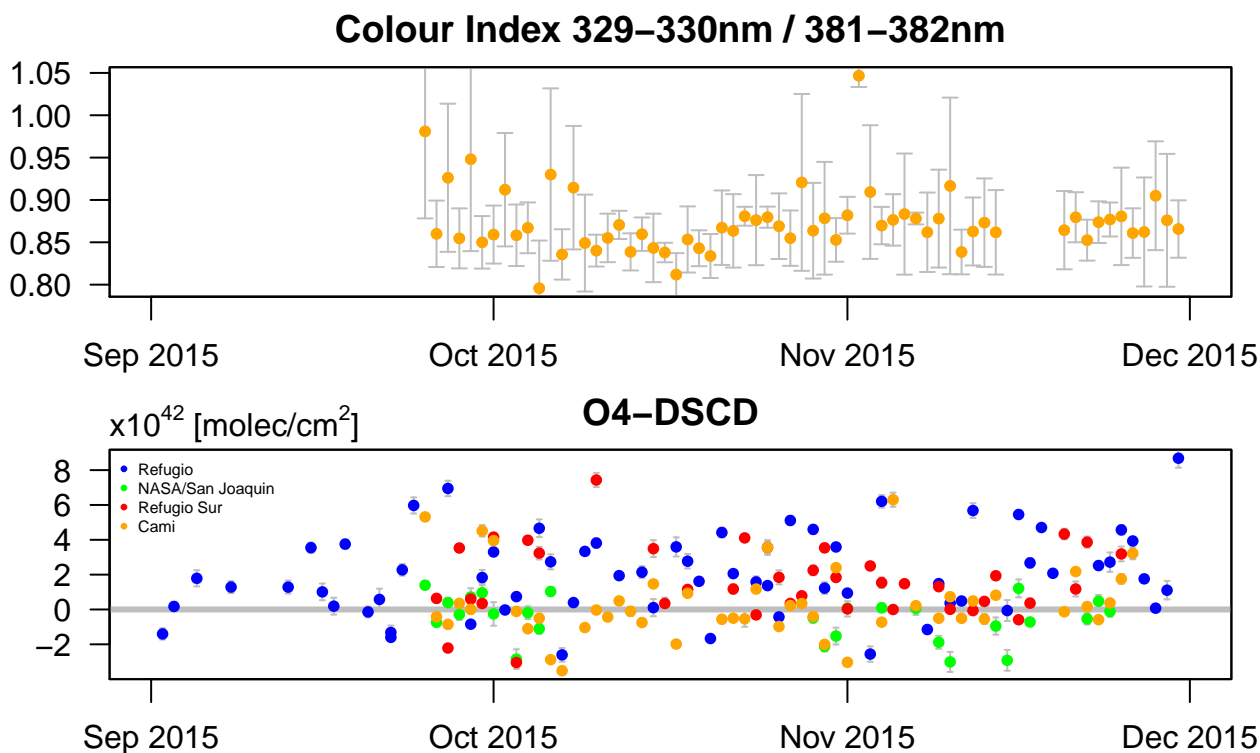 Colour Index 329−330nm / 381−382nm
1.05
1.00
0.95
0.90
0.85
0.80
Sep 2015 Oct 2015 Nov 2015 Dec 2015
O4−DSCD
x10^42 [molec/cm^2]
8
6
4
2
0
−2
Refugio
NASA/San Joaquin
Refugio Sur
Cami
Sep 2015 Oct 2015 Nov 2015 Dec 2015